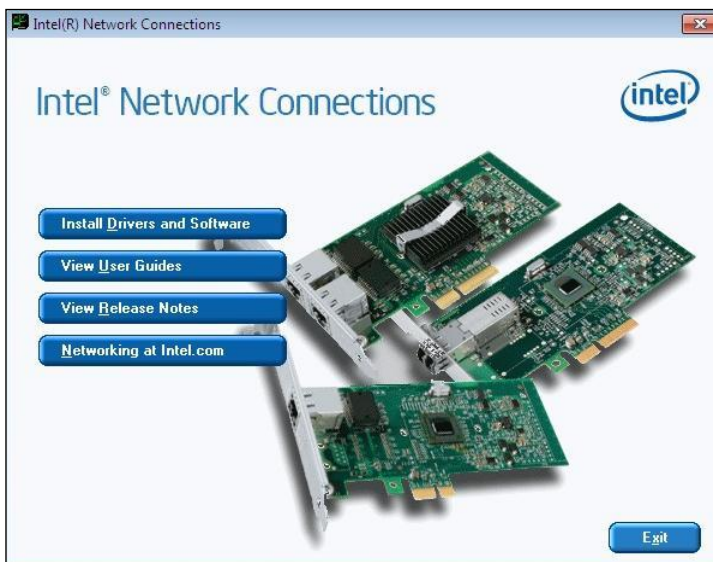 Intel(R) Network Connections
Intel® Network Connections
intel
Install Drivers and Software
View User Guides
View Release Notes
Networking at Intel.com
Exit